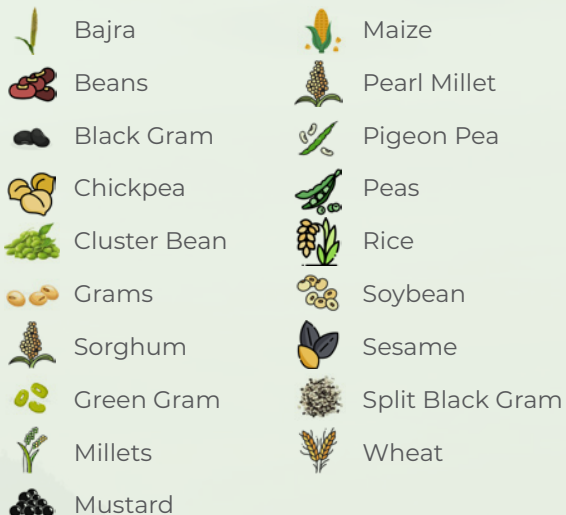 Bajra
Beans
Black Gram
Chickpea
Cluster Bean
Grams
Sorghum
Green Gram
Millets
Mustard
Maize
Pearl Millet
Pigeon Pea
Peas
Rice
Soybean
Sesame
Split Black Gram
Wheat